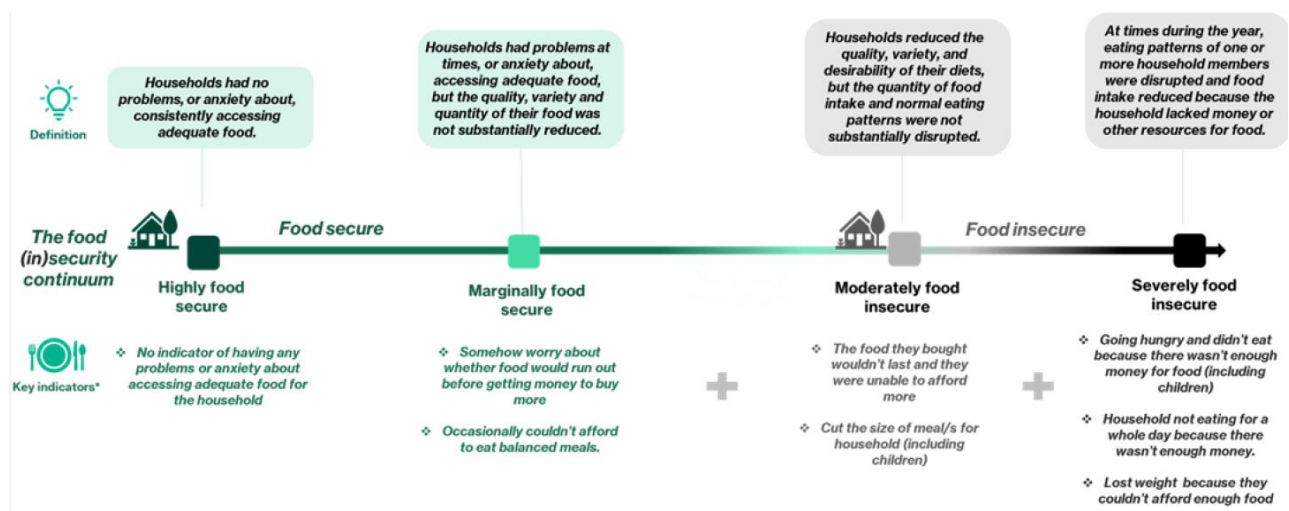 Definition
Households had no
problems, or anxiety about,
consistently accessing
adequate food.
Households had problems at
times, or anxiety about,
accessing adequate food,
but the quality, variety and
quantity of their food was
not substantially reduced.
Households reduced the
quality, variety, and
desirability of their diets,
but the quantity of food
intake and normal eating
patterns were not
substantially disrupted.
At times during the year,
eating patterns of one or
more household members
were disrupted and food
intake reduced because the
household lacked money or
other resources for food.
The food
(in)security
continuum
Food secure
Food insecure
Highly food
secure
Marginally food
secure
Moderately food
insecure
Severely food
insecure
Key indicators*
❖ No indicator of having any
problems or anxiety about
accessing adequate food for
the household
❖ Somehow worry about
whether food would run out
before getting money to buy
more
❖ Occasionally couldn't afford
to eat balanced meals.
❖ The food they bought
wouldn't last and they
were unable to afford
more
❖ Cut the size of meal/s for
household (including
children)
❖ Going hungry and didn't eat
because there wasn't enough
money for food (including
children)
❖ Household not eating for a
whole day because there
wasn't enough money.
❖ Lost weight because they
couldn't afford enough food